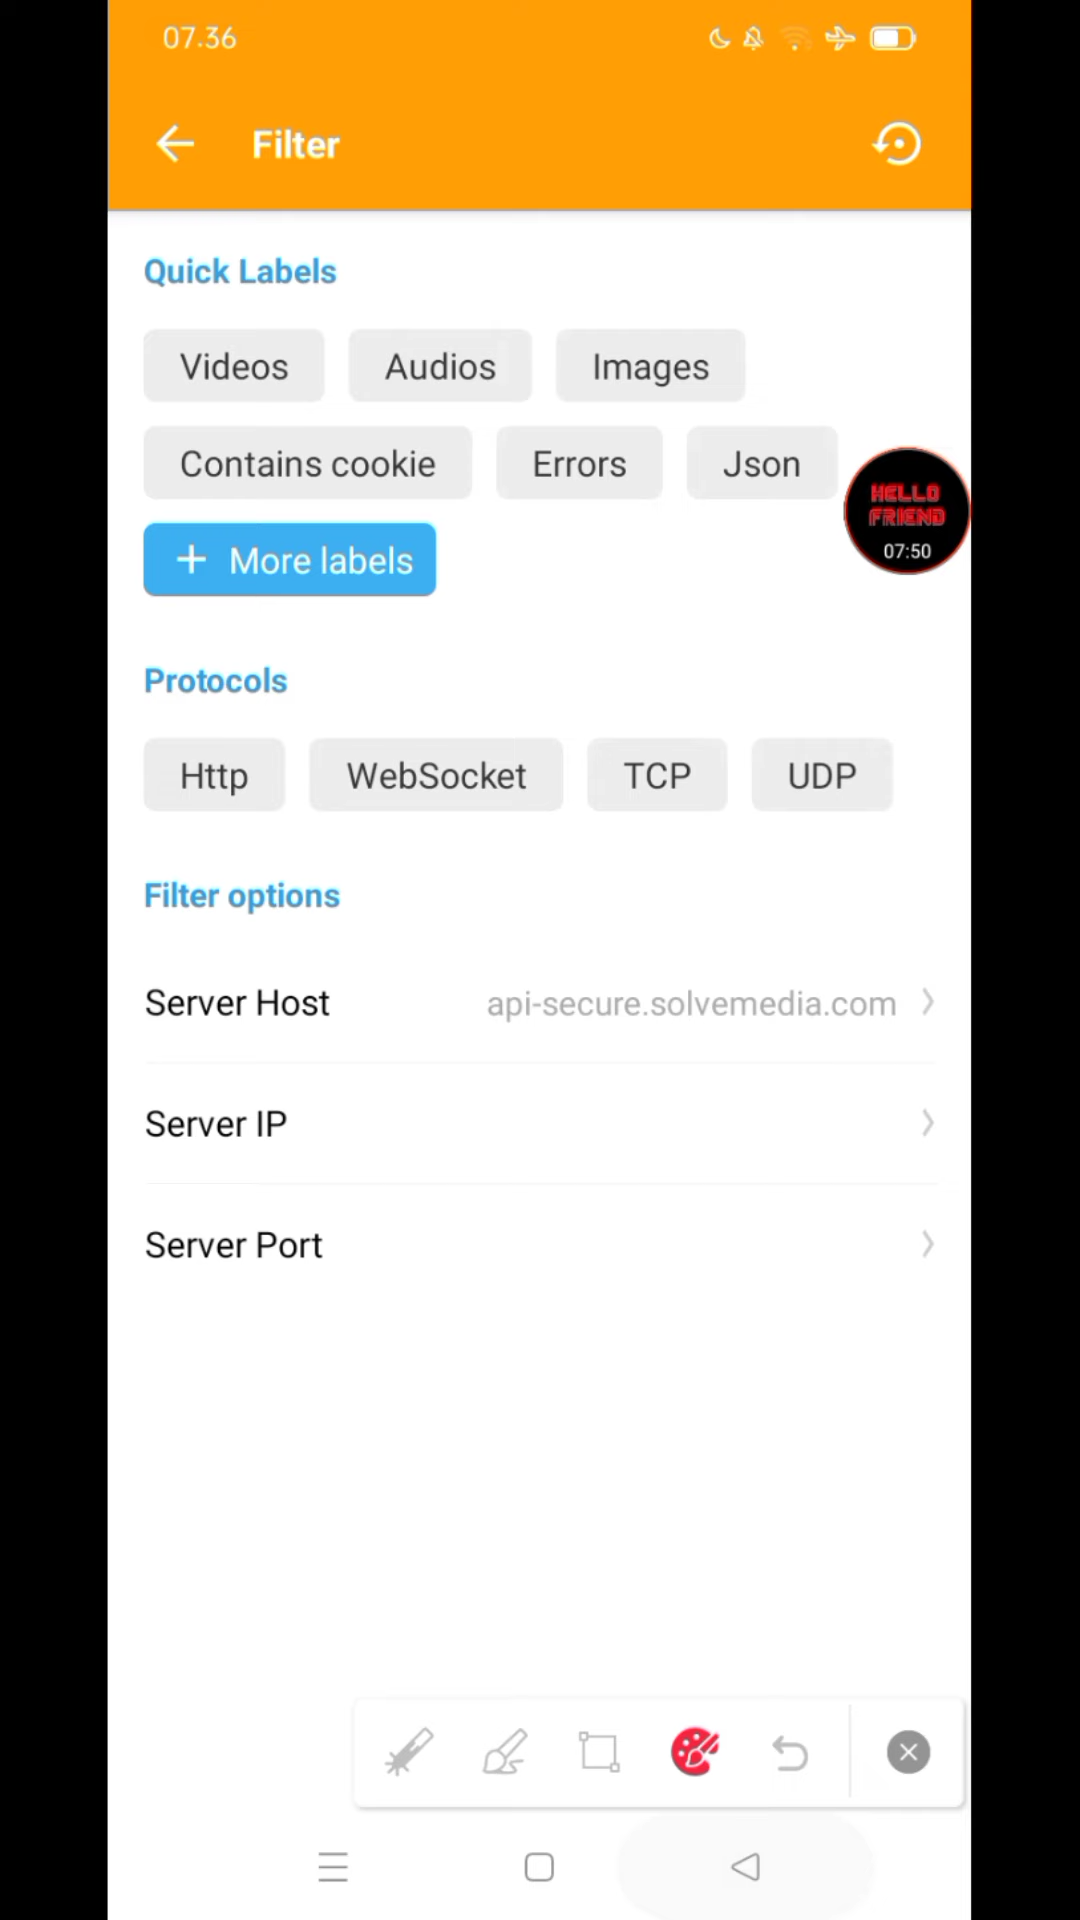 07.36
Filter
Quick Labels
Videos Audios Images
Contains cookie Errors Json
HELLO
FRIEND
07:50
+ More labels
Protocols
Http WebSocket TCP UDP
Filter options
Server Host api-secure.solvemedia.com
Server IP
Server Port